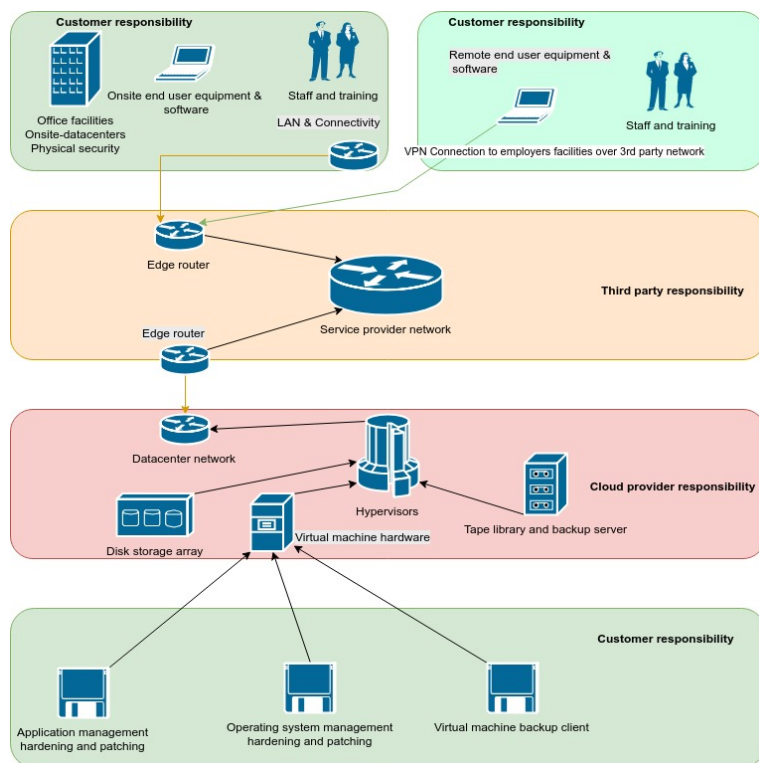 Customer responsibility
Office facilities
Onsite-datacenters
Physical security
Onsite end user equipment &
software
Staff and training
LAN & Connectivity
Customer responsibility
Remote end user equipment &
software
Staff and training
VPN Connection to employers facilities over 3rd party network
Edge router
Service provider network
Third party responsibility
Edge router
Datacenter network
Hypervisors
Cloud provider responsibility
Disk storage array
Virtual machine hardware
Tape library and backup server
Customer responsibility
Application management
hardening and patching
Operating system management
hardening and patching
Virtual machine backup client